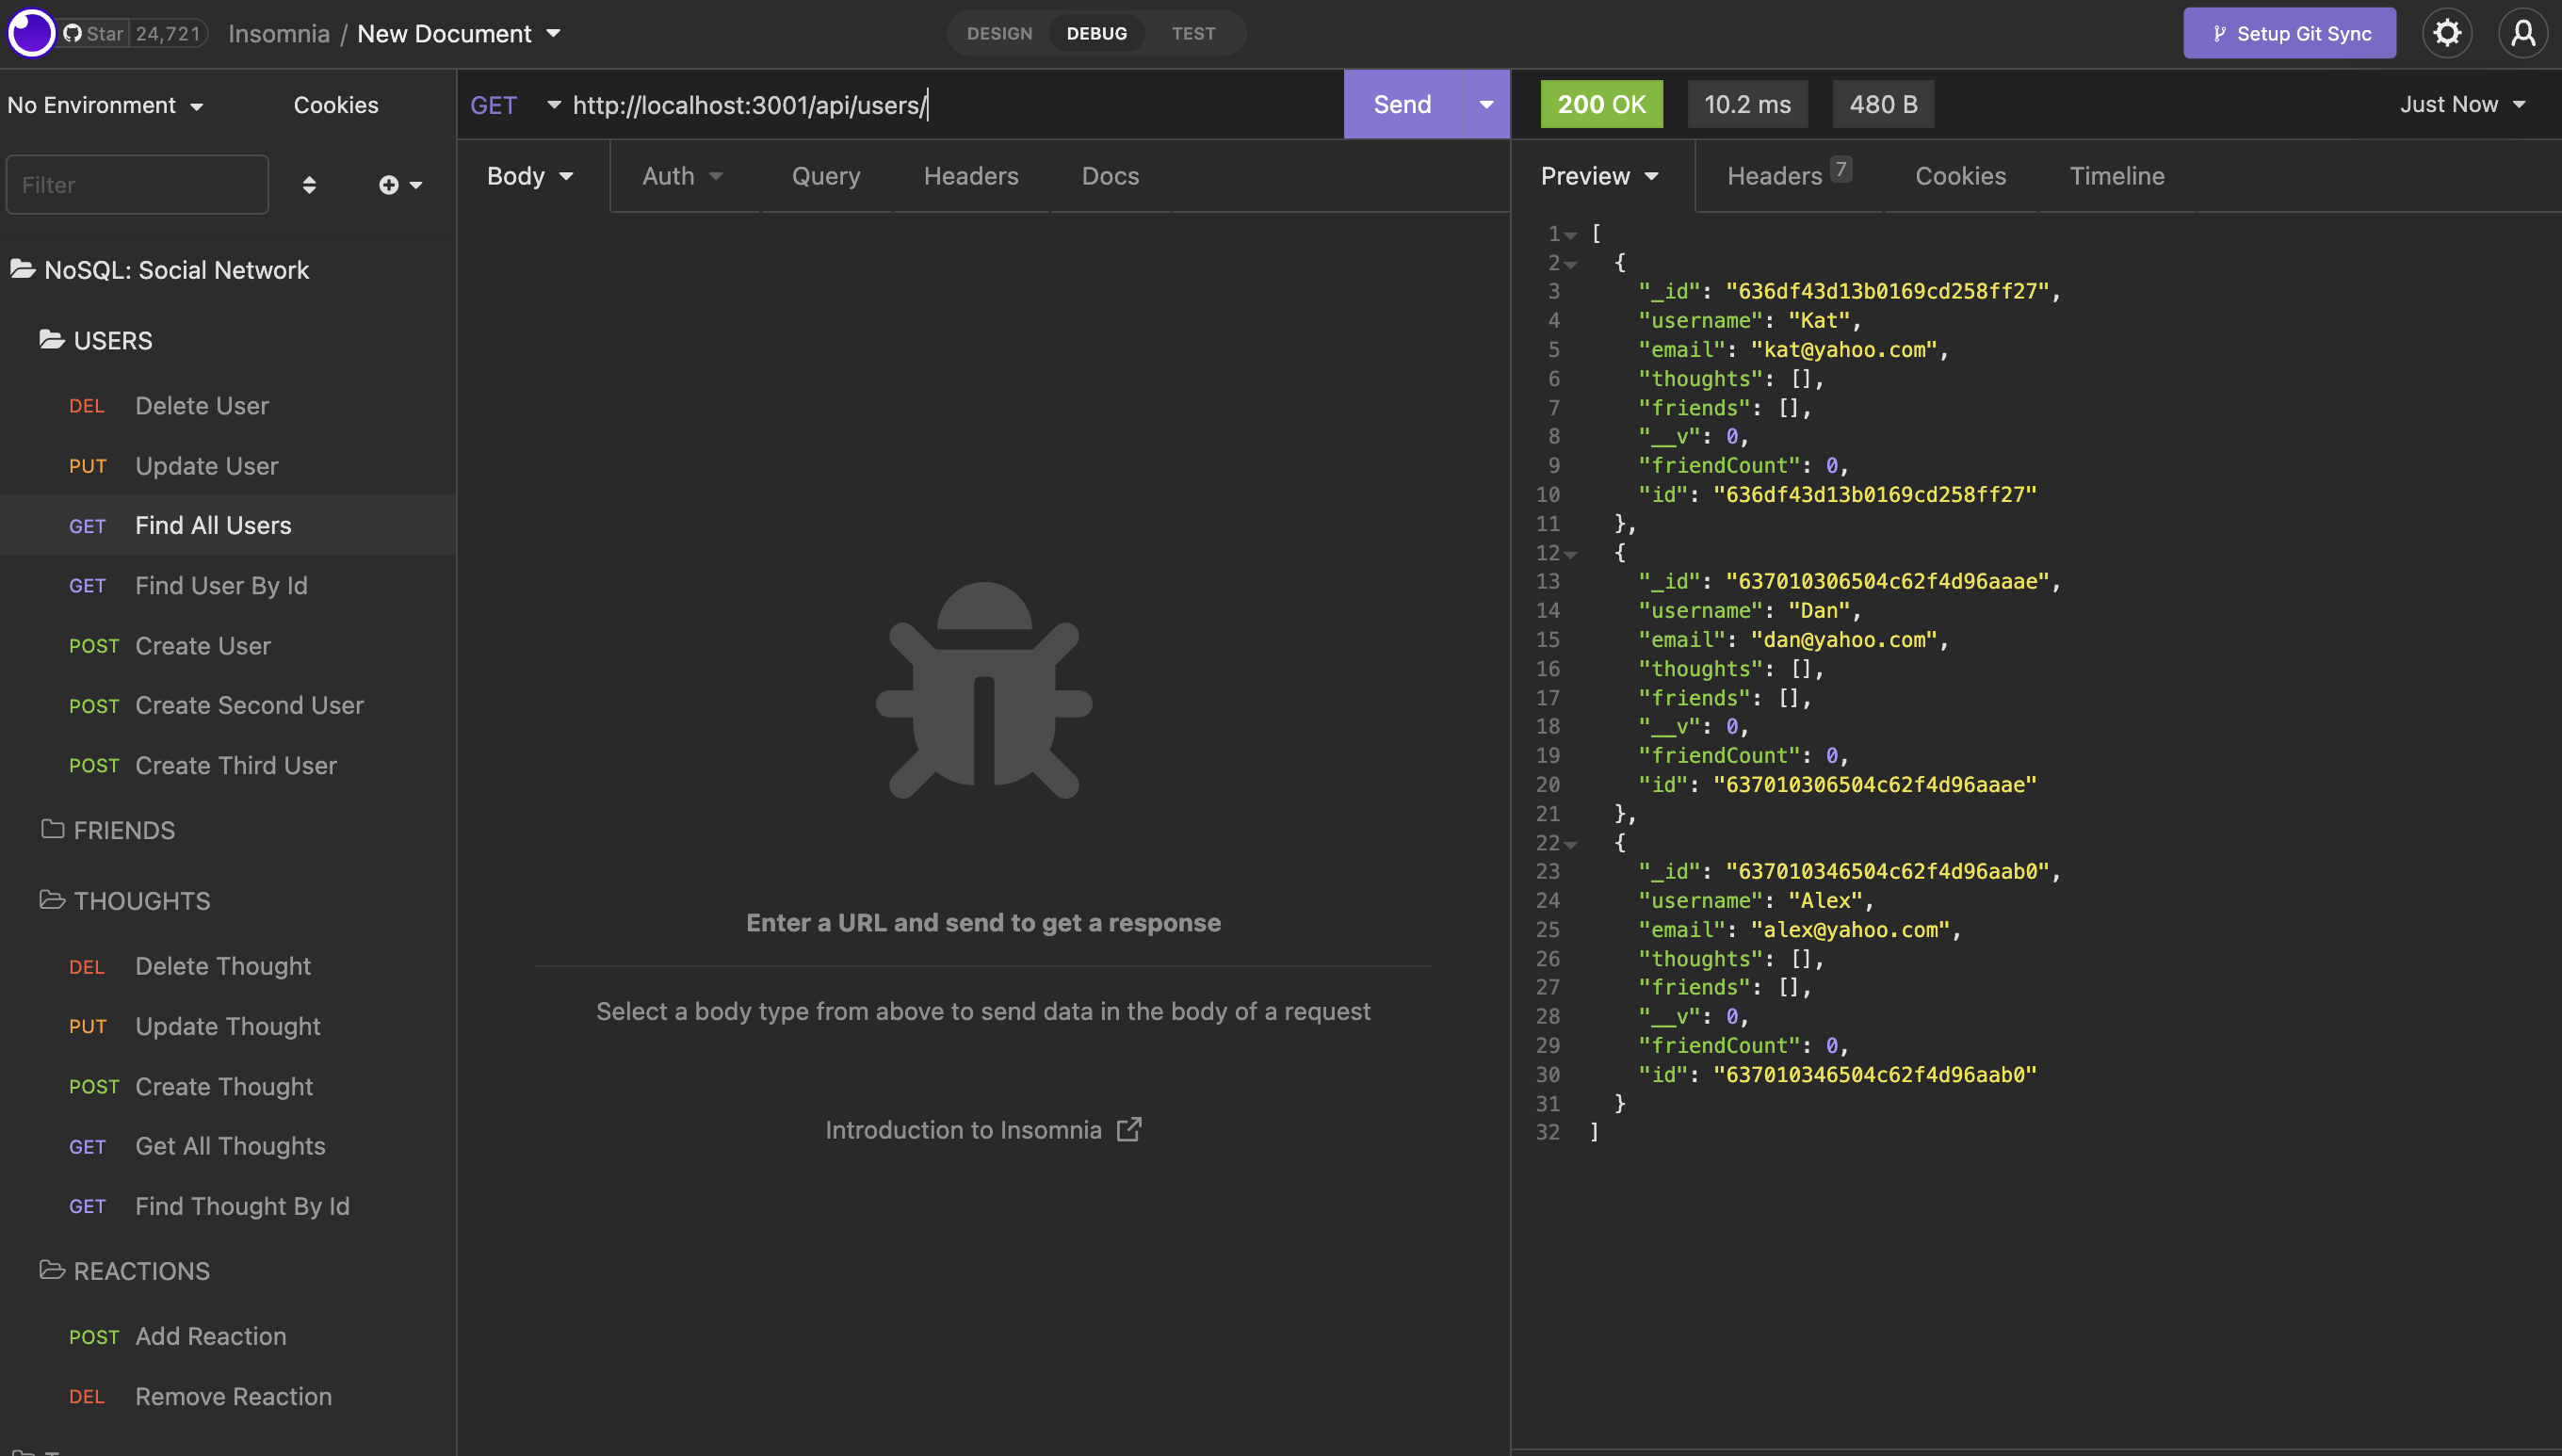 Star 24,721 Insomnia / New Document
DESIGN DEBUG TEST
Setup Git Sync
No Environment Cookies
GET http://localhost:3001/api/users/
Send
200 OK 10.2 ms 480 B Just Now
Filter
Body Auth Query Headers Docs
Preview Headers 7 Cookies Timeline
NoSQL: Social Network
USERS
DEL Delete User
PUT Update User
GET Find All Users
GET Find User By Id
POST Create User
POST Create Second User
POST Create Third User
FRIENDS
THOUGHTS
DEL Delete Thought
PUT Update Thought
POST Create Thought
GET Get All Thoughts
GET Find Thought By Id
REACTIONS
POST Add Reaction
DEL Remove Reaction
Enter a URL and send to get a response
Select a body type from above to send data in the body of a request
Introduction to Insomnia
1 [
2 {
3 "_id": "636df43d13b0169cd258ff27",
4 "username": "Kat",
5 "email": "kat@yahoo.com",
6 "thoughts": [],
7 "friends": [],
8 "__v": 0,
9 "friendCount": 0,
10 "id": "636df43d13b0169cd258ff27"
11 },
12 {
13 "_id": "637010306504c62f4d96aaae",
14 "username": "Dan",
15 "email": "dan@yahoo.com",
16 "thoughts": [],
17 "friends": [],
18 "__v": 0,
19 "friendCount": 0,
20 "id": "637010306504c62f4d96aaae"
21 },
22 {
23 "_id": "637010346504c62f4d96aab0",
24 "username": "Alex",
25 "email": "alex@yahoo.com",
26 "thoughts": [],
27 "friends": [],
28 "__v": 0,
29 "friendCount": 0,
30 "id": "637010346504c62f4d96aab0"
31 }
32 ]